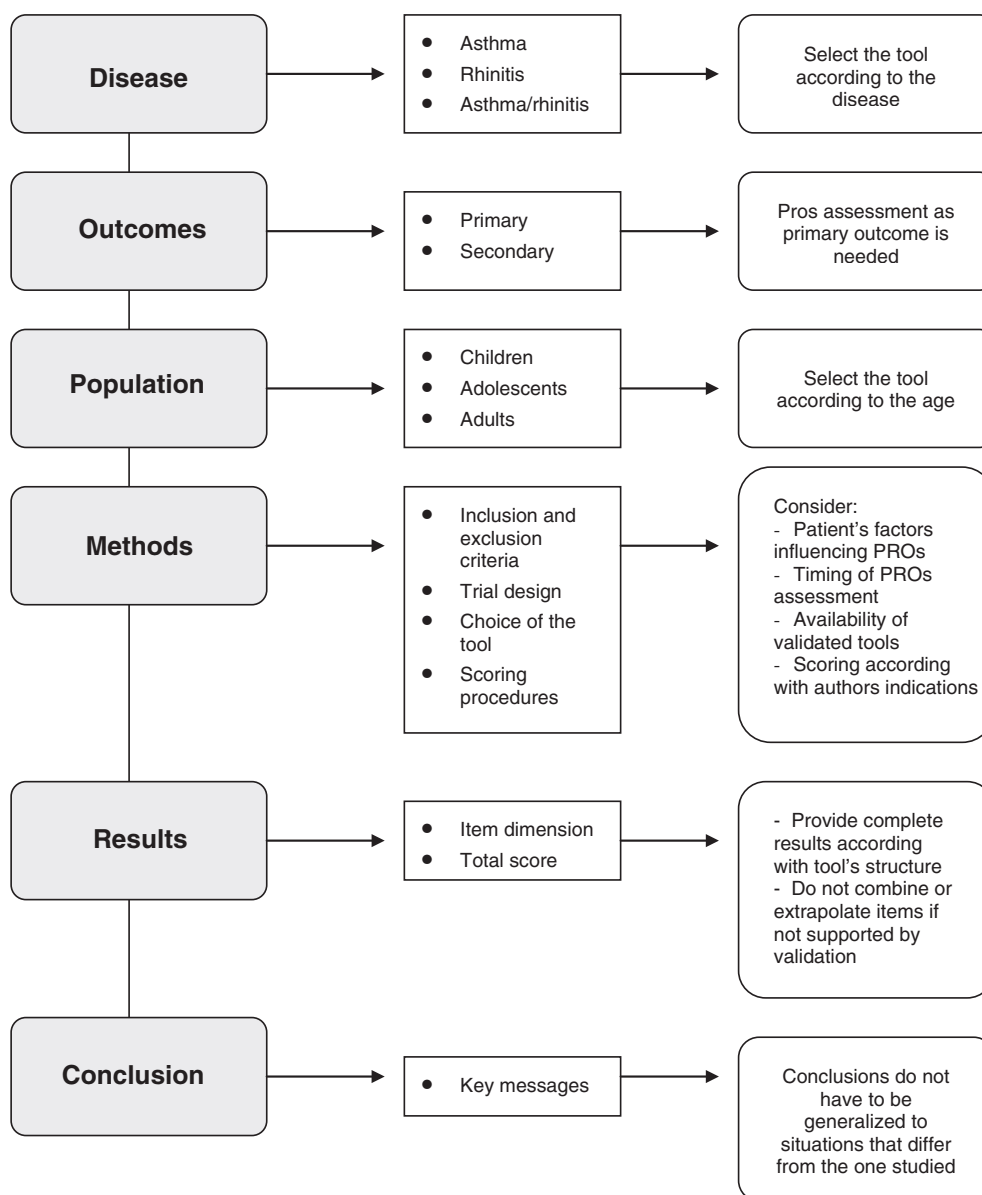 Disease
● Asthma
● Rhinitis
● Asthma/rhinitis
Select the tool
according to the
disease
Outcomes
● Primary
● Secondary
Pros assessment as
primary outcome is
needed
Population
● Children
● Adolescents
● Adults
Select the tool
according to the age
Methods
● Inclusion and
exclusion
criteria
● Trial design
● Choice of the
tool
● Scoring
procedures
Consider:
- Patient's factors
influencing PROs
- Timing of PROs
assessment
- Availability of
validated tools
- Scoring according
with authors indications
Results
● Item dimension
● Total score
- Provide complete
results according
with tool's structure
- Do not combine or
extrapolate items if
not supported by
validation
Conclusion
● Key messages
Conclusions do not
have to be
generalized to
situations that differ
from the one studied